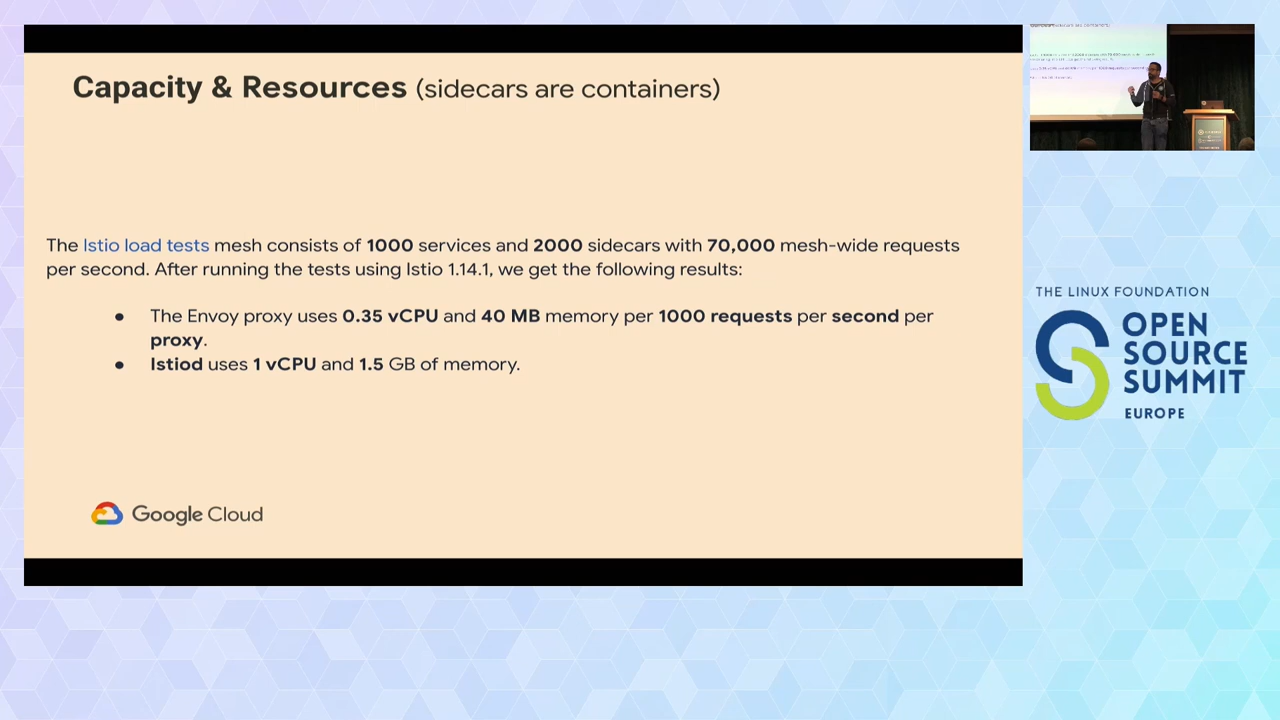 Capacity & Resources (sidecars are containers)
The Istio load tests mesh consists of 1000 services and 2000 sidecars with 70,000 mesh-wide requests
per second. After running the tests using Istio 1.14.1, we get the following results:
● The Envoy proxy uses 0.35 vCPU and 40 MB memory per 1000 requests per second per
proxy.
● Istiod uses 1 vCPU and 1.5 GB of memory.
Google Cloud
THE LINUX FOUNDATION
OPEN
SOURCE
SUMMIT
EUROPE